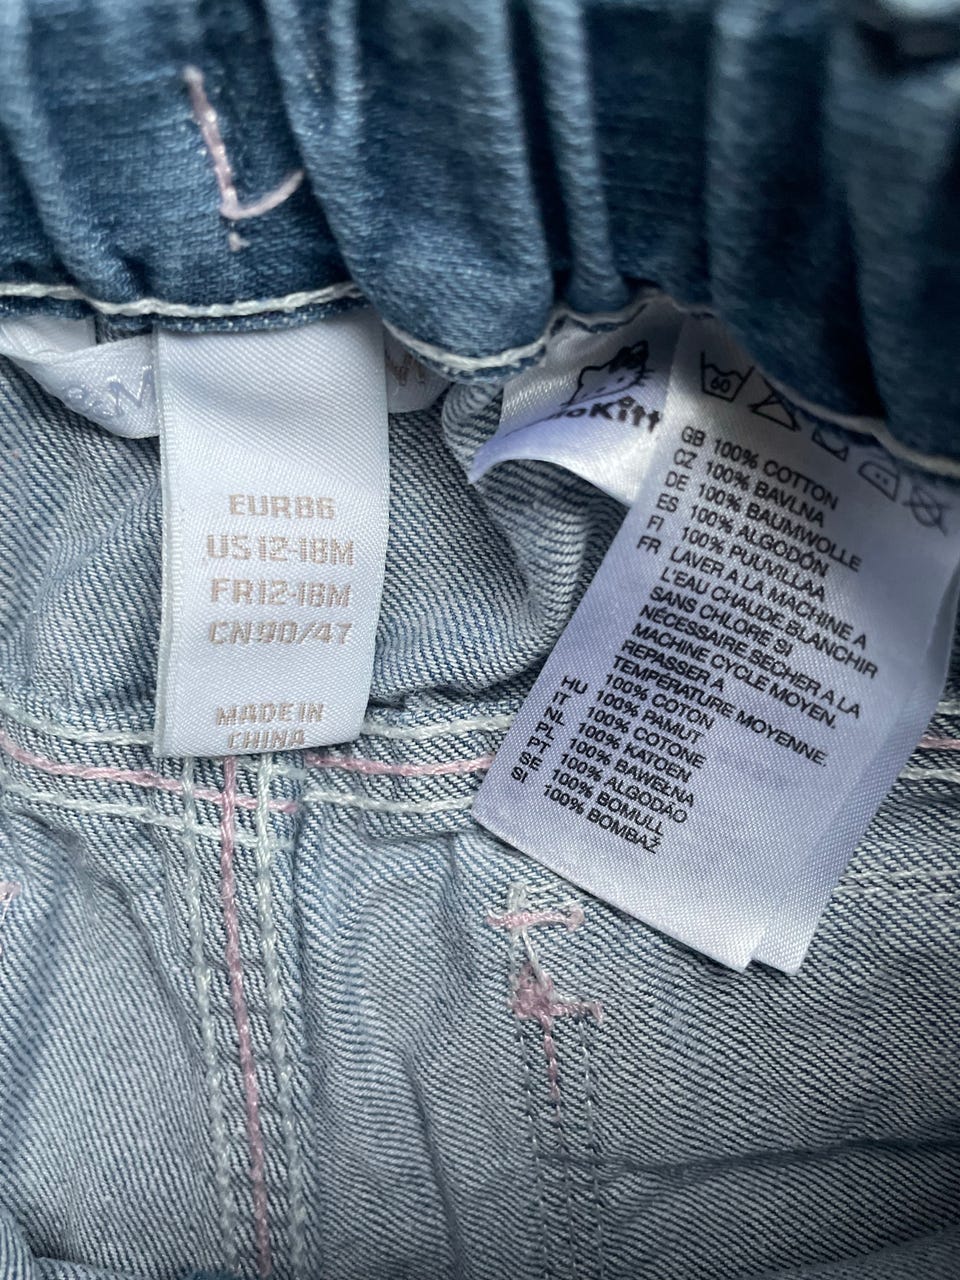 &M
EUR86
US12-18M
FR12-18M
CN90/47
MADE IN
CHINA
60
GB 100% COTTON
CZ 100% BAVLNA
DE 100% BAUMWOLLE
ES 100% ALGODÓN
FI 100% PUUVILLAA
FR LAVER A LA MACHINE A
L'EAU CHAUDE BLANCHIR
SANS CHLORE SI
NÉCESSAIRE SECHER A LA
MACHINE CYCLE MOYEN.
REPASSER A
TEMPÉRATURE MOYENNE.
100% COTON
HU 100% PAMUT
IT 100% COTONE
NL 100% KATOEN
PL 100% BAWEŁNA
PT 100% ALGODÃO
SE 100% BOMULL
SI 100% BOMBAŽ